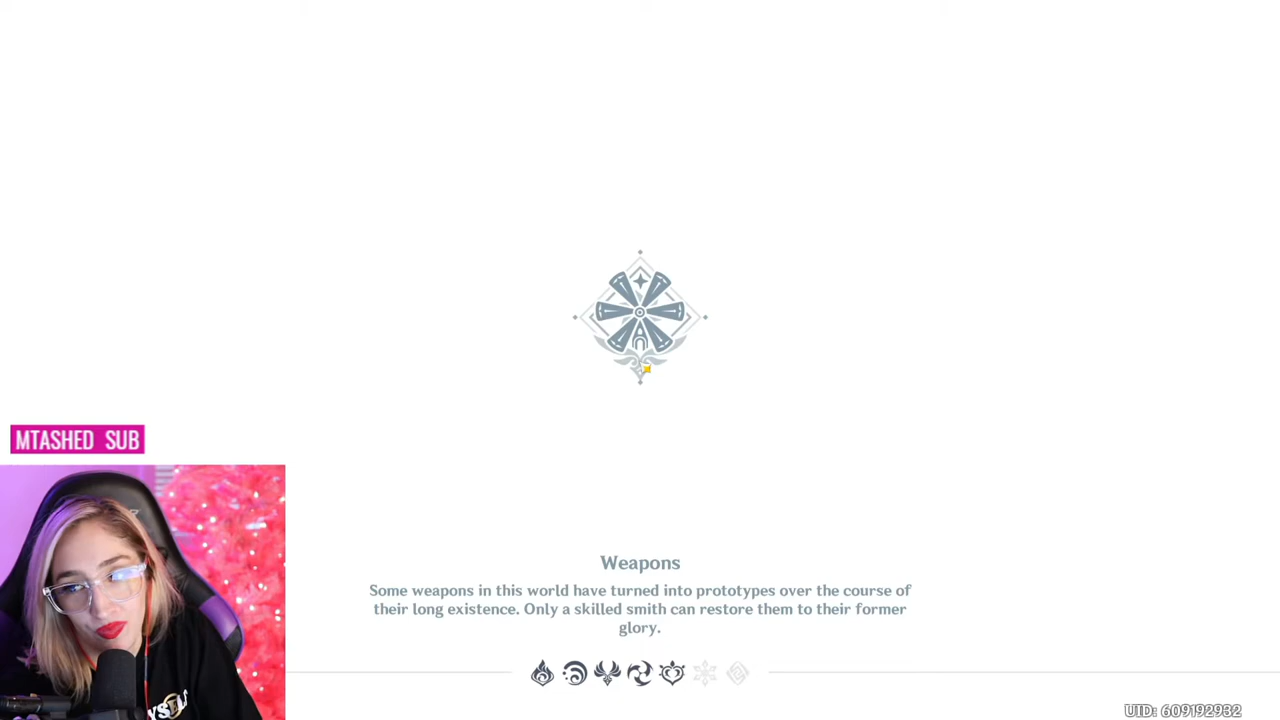 MTASHED SUB
Weapons
Some weapons in this world have turned into prototypes over the course of
their long existence. Only a skilled smith can restore them to their former
glory.
UID: 609192932